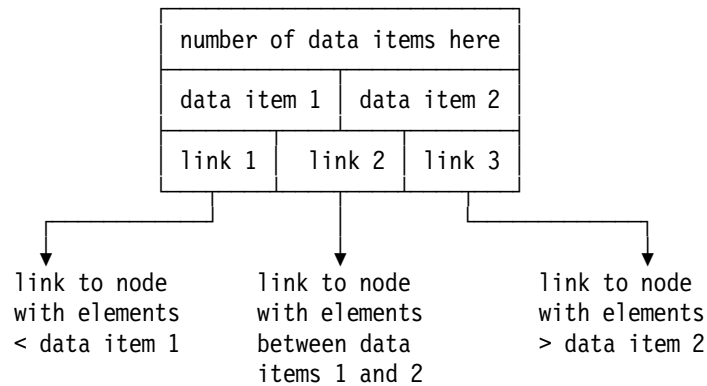 number of data items here
data item 1 data item 2
link 1 link 2 link 3
link to node link to node link to node
with elements with elements with elements
< data item 1 between data > data item 2
items 1 and 2